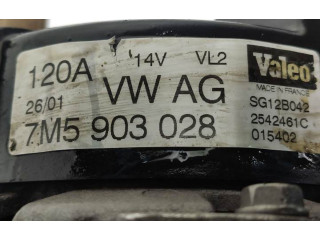 120A 14V VL2 Valeo
MADE IN FRANCE
26/01 VW AG SG12B042
2542461C
7M5 903 028 015402